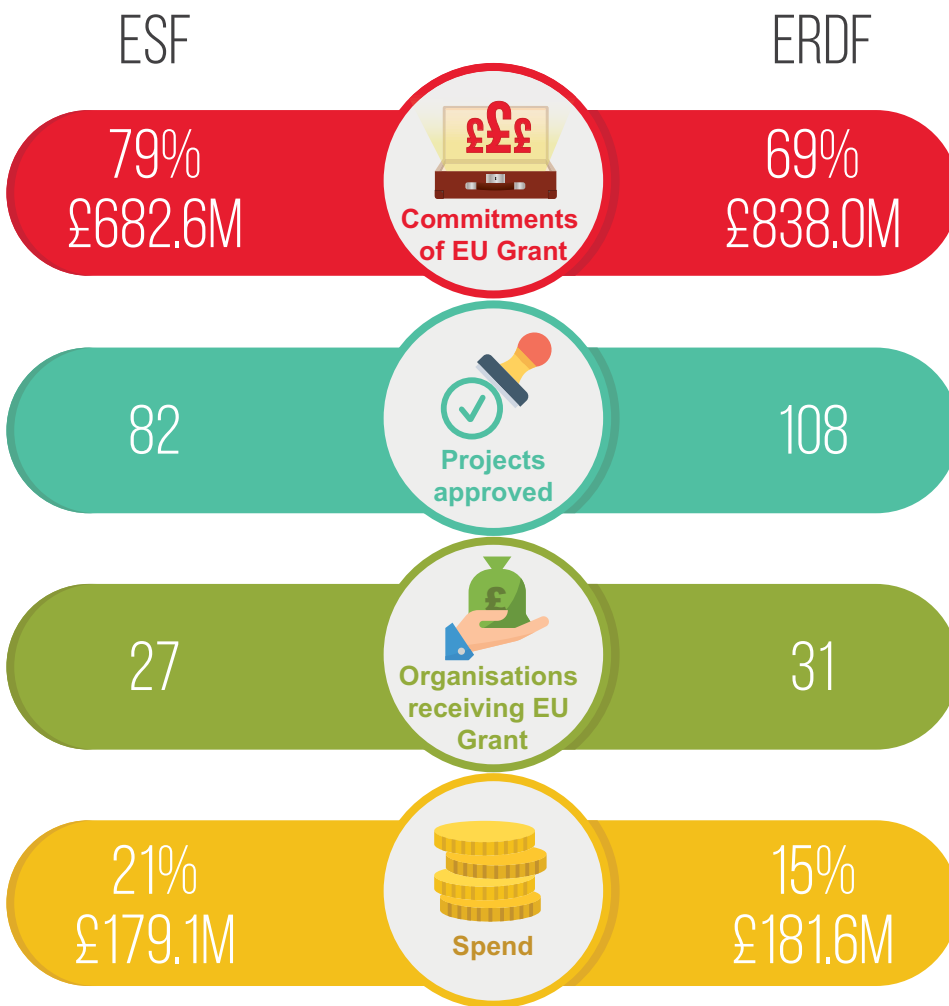 ESF
ERDF
79%
£682.6M
£££
Commitments
of EU Grant
69%
£838.0M
82
Projects
approved
108
27
£
Organisations
receiving EU
Grant
31
21%
£179.1M
Spend
15%
£181.6M